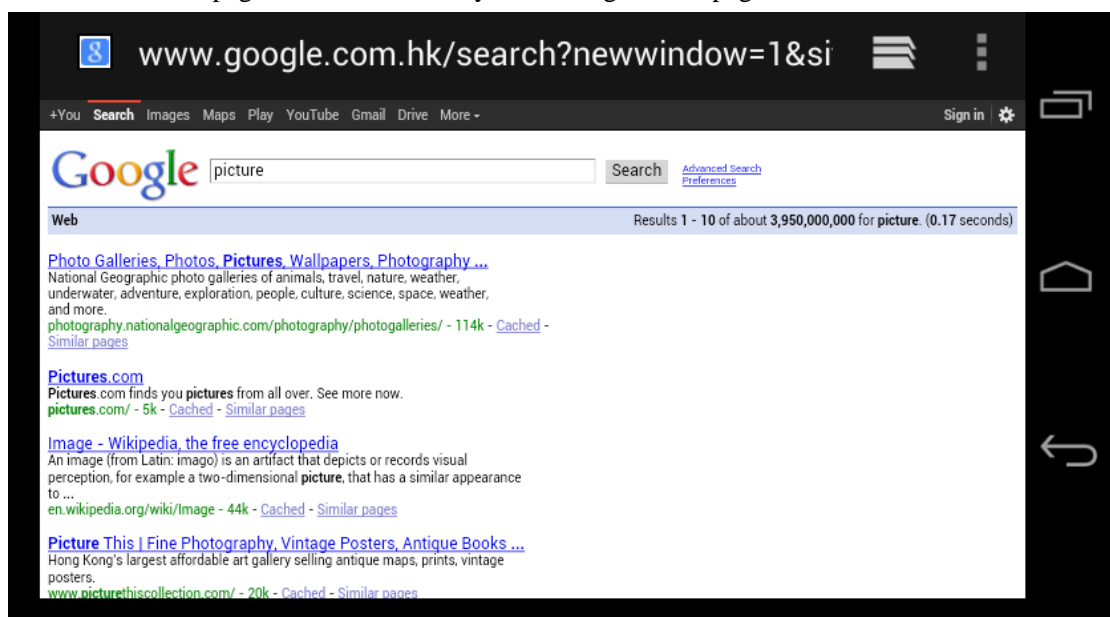 8 www.google.com.hk/search?newwindow=1&si
+You Search Images Maps Play YouTube Gmail Drive More
Sign in
Google picture Search Advanced Search
Preferences
Web Results 1 - 10 of about 3,950,000,000 for picture. (0.17 seconds)
Photo Galleries, Photos, Pictures, Wallpapers, Photography ...
National Geographic photo galleries of animals, travel, nature, weather,
underwater, adventure, exploration, people, culture, science, space, weather,
and more.
photography.nationalgeographic.com/photography/photogalleries/ - 114k - Cached -
Similar pages
Pictures.com
Pictures.com finds you pictures from all over. See more now.
pictures.com/ - 5k - Cached - Similar pages
Image - Wikipedia, the free encyclopedia
An image (from Latin: imago) is an artifact that depicts or records visual
perception, for example a two-dimensional picture, that has a similar appearance
to ...
en.wikipedia.org/wiki/Image - 44k - Cached - Similar pages
Picture This | Fine Photography, Vintage Posters, Antique Books ...
Hong Kong's largest affordable art gallery selling antique maps, prints, vintage
posters.
www.picturethiscollection.com/ - 20k - Cached - Similar pages